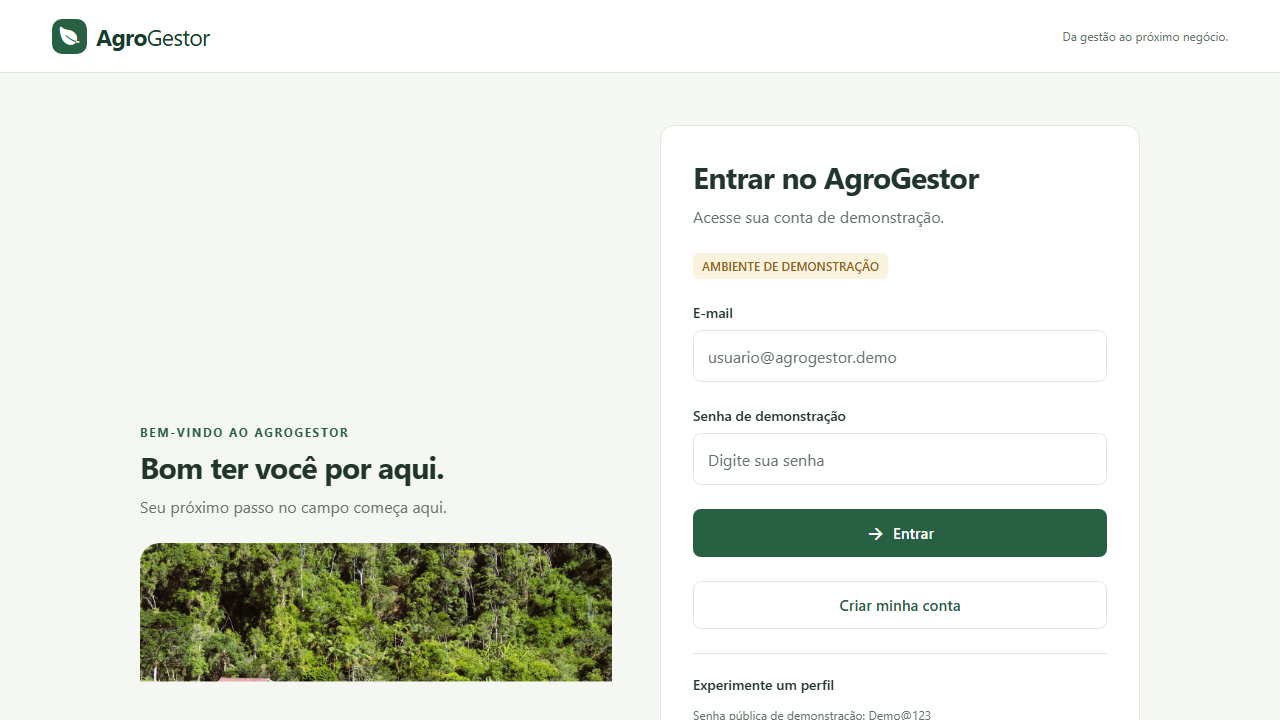 AgroGestor
Da gestão ao próximo negócio.
BEM-VINDO AO AGROGESTOR
Bom ter você por aqui.
Seu próximo passo no campo começa aqui.
Entrar no AgroGestor
Acesse sua conta de demonstração.
AMBIENTE DE DEMONSTRAÇÃO
E-mail
usuario@agrogestor.demo
Senha de demonstração
Digite sua senha
Entrar
Criar minha conta
Experimente um perfil
Senha pública de demonstração: Demo@123